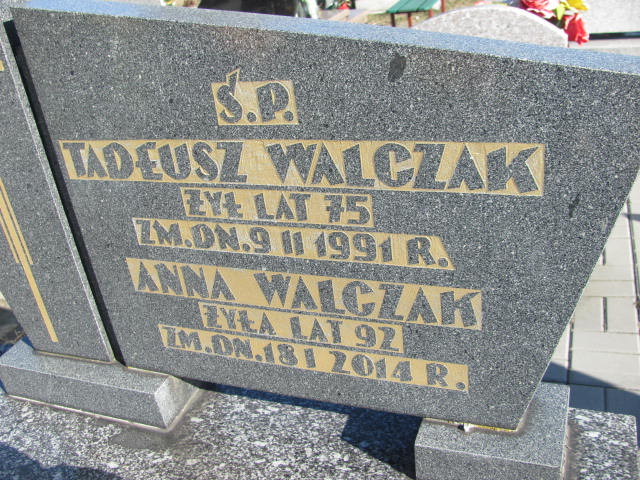 Ś.P.
TADEUSZ WALCZAK
ŻYŁ LAT 75
ZM.DN.9 II 1991 R.
ANNA WALCZAK
ŻYŁA LAT 92
ZM.DN.18 I 2014 R.